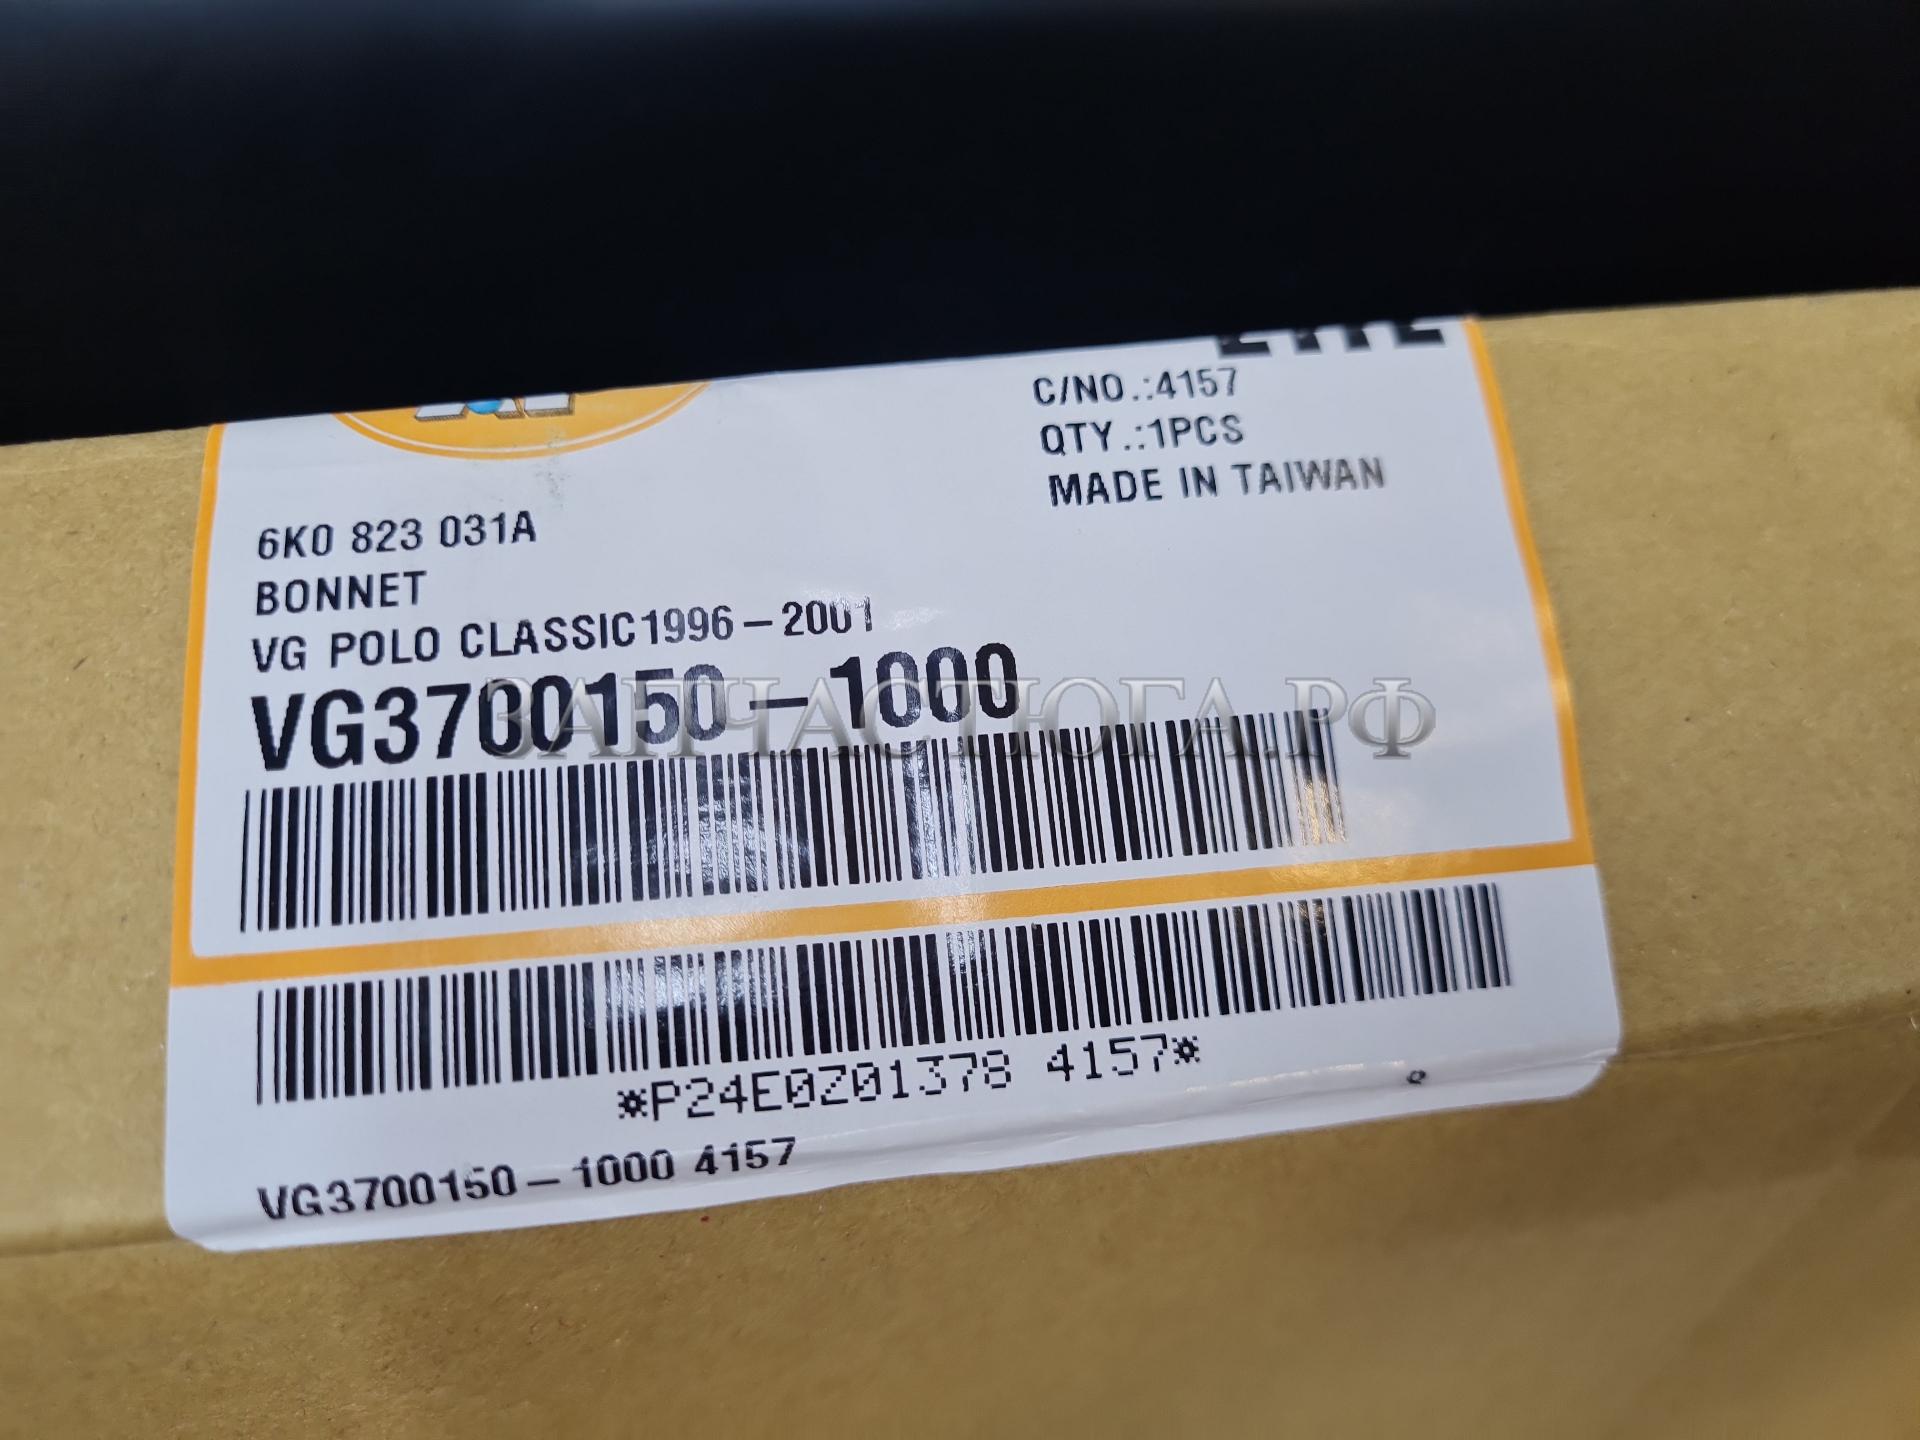 C/NO.:4157
QTY.:1PCS
MADE IN TAIWAN
6K0 823 031A
BONNET
VG POLO CLASSIC1996-2001
VG3700150-1000
ЗАПЧАСТЮГА.РФ
*P24E0Z01378 4157*
VG3700150-1000 4157